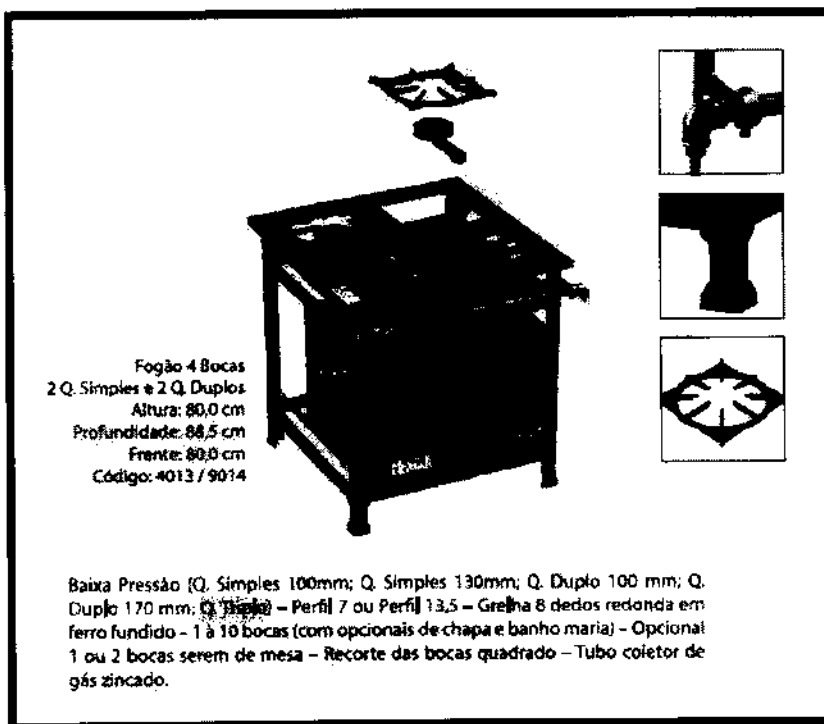 Fogão 4 Bocas
2 Q. Simples e 2 Q. Duplos
Altura: 80,0 cm
Profundidade: 88,5 cm
Frente: 80,0 cm
Código: 4013 / 9014
Baixa Pressão (Q. Simples 100mm; Q. Simples 130mm; Q. Duplo 100 mm; Q.
Duplo 170 mm; Q. Triplo) – Perfil 7 ou Perfil 13,5 – Grelha 8 dedos redonda em
ferro fundido – 1 à 10 bocas (com opcionais de chapa e banho maria) – Opcional
1 ou 2 bocas serem de mesa – Recorte das bocas quadrado – Tubo coletor de
gás zincado.